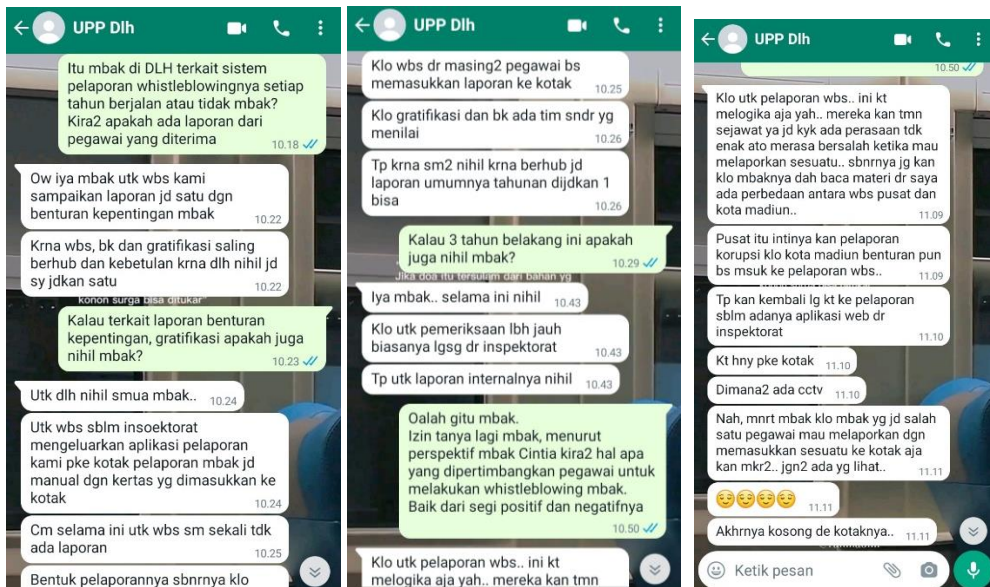 UPP Dlh
Itu mbak di DLH terkait sistem
pelaporan whistleblowingnya setiap
tahun berjalan atau tidak mbak?
Kira2 apakah ada laporan dari
pegawai yang diterima
10.18
Ow iya mbak utk wbs kami
sampaikan laporan jd satu dgn
benturan kepentingan mbak
10.22
Krna wbs, bk dan gratifikasi saling
berhub dan kebetulan krna dlh nihil jd
sy jdkan satu
10.22
konon surga bisa ditukar"
Kalau terkait laporan benturan
kepentingan, gratifikasi apakah juga
nihil mbak?
10.23
Utk dlh nihil smua mbak..
10.24
Utk wbs sblm insoektorat
mengeluarkan aplikasi pelaporan
kami pke kotak pelaporan mbak jd
manual dgn kertas yg dimasukkan ke
kotak
10.24
Cm selama ini utk wbs sm sekali tdk
ada laporan
10.25
Bentuk pelaporannya sbnrnya klo
UPP Dlh
Klo wbs dr masing2 pegawai bs
memasukkan laporan ke kotak
10.25
Klo gratifikasi dan bk ada tim sndr yg
menilai
10.26
Tp krna sm2 nihil krna berhub jd
laporan umumnya tahunan dijdkan 1
bisa
10.26
Kalau 3 tahun belakang ini apakah
juga nihil mbak?
10.29
Jika doa itu tersulim dari bahan yg
Iya mbak.. selama ini nihil
10.43
konon surga bisa ditukar"
Klo utk pemeriksaan lbh jauh
biasanya lgsg dr inspektorat
10.43
Tp utk laporan internalnya nihil
10.43
Oalah gitu mbak.
Izin tanya lagi mbak, menurut
perspektif mbak Cintia kira2 hal apa
yang dipertimbangkan pegawai untuk
melakukan whistleblowing mbak.
Baik dari segi positif dan negatifnya
10.50
Klo utk pelaporan wbs.. ini kt
melogika aja yah.. mereka kan tmn
UPP Dlh
10.50
Klo utk pelaporan wbs.. ini kt
melogika aja yah.. mereka kan tmn
sejawat ya jd kyk ada perasaan tdk
enak ato merasa bersalah ketika mau
melaporkan sesuatu.. sbnrnya jg kan
klo mbaknya dah baca materi dr saya
ada perbedaan antara wbs pusat dan
kota madiun..
11.09
Pusat itu intinya kan pelaporan
korupsi klo kota madiun benturan pun
bs msuk ke pelaporan wbs..
11.09
Tp kan kembali lg kt ke pelaporan
sblm adanya aplikasi web dr
inspektorat
11.10
Kt hny pke kotak
11.10
Dimana2 ada cctv
11.10
Nah, mnrt mbak klo mbak yg jd salah
satu pegawai mau melaporkan dgn
memasukkan sesuatu ke kotak aja
kan mkr2.. jgn2 ada yg lihat..
11.11
😌😌😌😌
11.11
Akhrnya kosong de kotaknya..
11.11
Ketik pesan